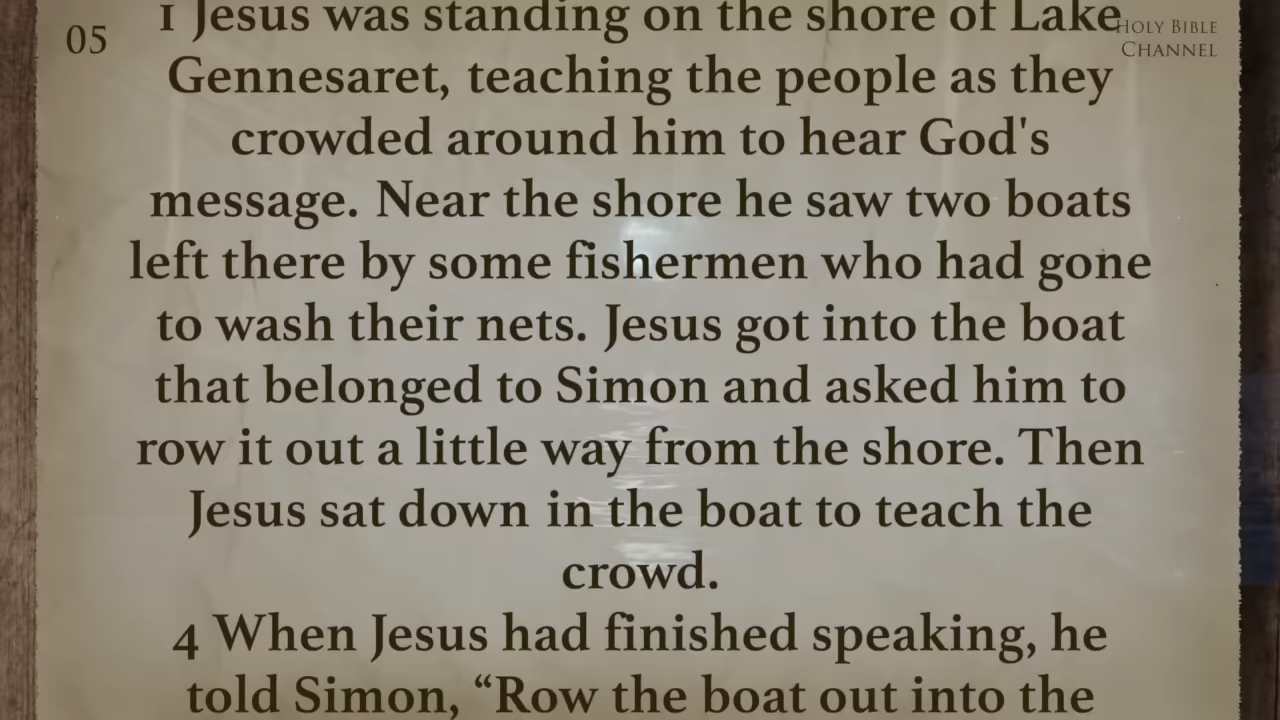 05
HOLY BIBLE
CHANNEL
1 Jesus was standing on the shore of Lake
Gennesaret, teaching the people as they
crowded around him to hear God's
message. Near the shore he saw two boats
left there by some fishermen who had gone
to wash their nets. Jesus got into the boat
that belonged to Simon and asked him to
row it out a little way from the shore. Then
Jesus sat down in the boat to teach the
crowd.
4 When Jesus had finished speaking, he
told Simon, “Row the boat out into the